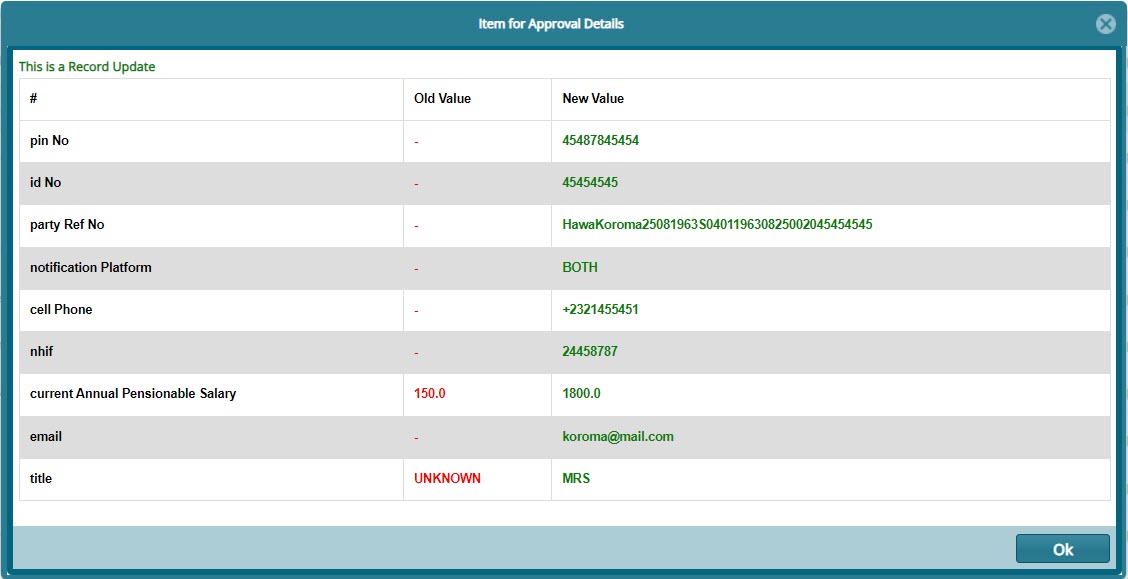 Item for Approval Details
This is a Record Update
# Old Value New Value
pin No - 45487845454
id No - 45454545
party Ref No - HawaKoroma25081963S040119630825002045454545
notification Platform - BOTH
cell Phone - +2321455451
nhif - 24458787
current Annual Pensionable Salary 150.0 1800.0
email - koroma@mail.com
title UNKNOWN MRS
Ok